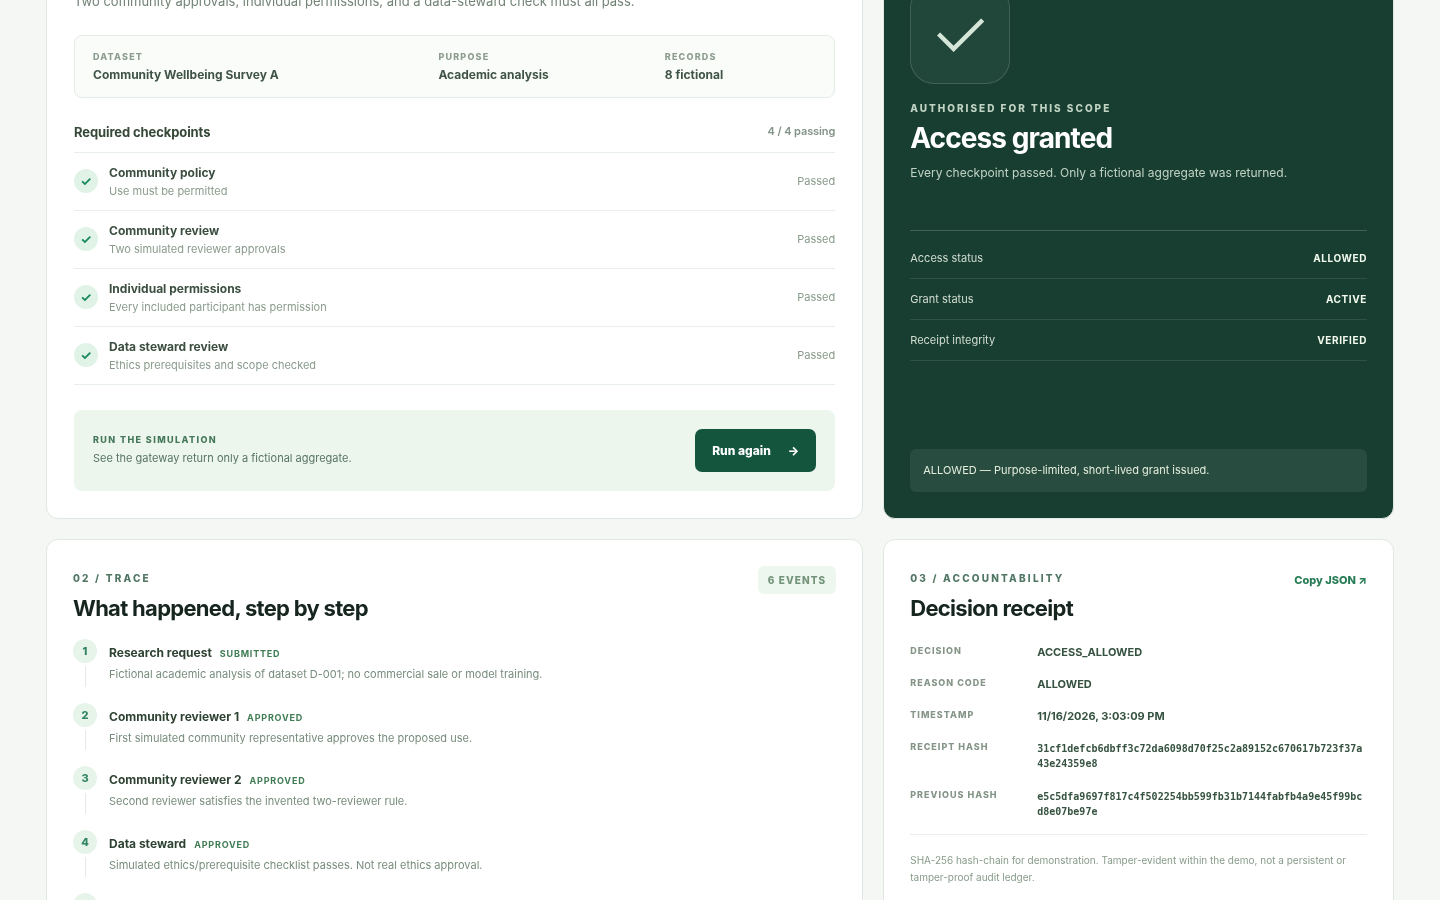 Two community approvals, individual permissions, and a data-steward check must all pass.
DATASET
Community Wellbeing Survey A
PURPOSE
Academic analysis
RECORDS
8 fictional
Required checkpoints
4 / 4 passing
Community policy
Use must be permitted
Passed
Community review
Two simulated reviewer approvals
Passed
Individual permissions
Every included participant has permission
Passed
Data steward review
Ethics prerequisites and scope checked
Passed
RUN THE SIMULATION
See the gateway return only a fictional aggregate.
Run again →
AUTHORISED FOR THIS SCOPE
Access granted
Every checkpoint passed. Only a fictional aggregate was returned.
Access status
ALLOWED
Grant status
ACTIVE
Receipt integrity
VERIFIED
ALLOWED — Purpose-limited, short-lived grant issued.
02 / TRACE
6 EVENTS
What happened, step by step
1
Research request SUBMITTED
Fictional academic analysis of dataset D-001; no commercial sale or model training.
2
Community reviewer 1 APPROVED
First simulated community representative approves the proposed use.
3
Community reviewer 2 APPROVED
Second reviewer satisfies the invented two-reviewer rule.
4
Data steward APPROVED
Simulated ethics/prerequisite checklist passes. Not real ethics approval.
03 / ACCOUNTABILITY
Copy JSON ↗
Decision receipt
DECISION
ACCESS_ALLOWED
REASON CODE
ALLOWED
TIMESTAMP
11/16/2026, 3:03:09 PM
RECEIPT HASH
31cf1defcb6dbff3c72da6098d70f25c2a89152c670617b723f37a
43e24359e8
PREVIOUS HASH
e5c5dfa9697f817c4f502254bb599fb31b7144fabfb4a9e45f99bc
d8e07be97e
SHA-256 hash-chain for demonstration. Tamper-evident within the demo, not a persistent or
tamper-proof audit ledger.